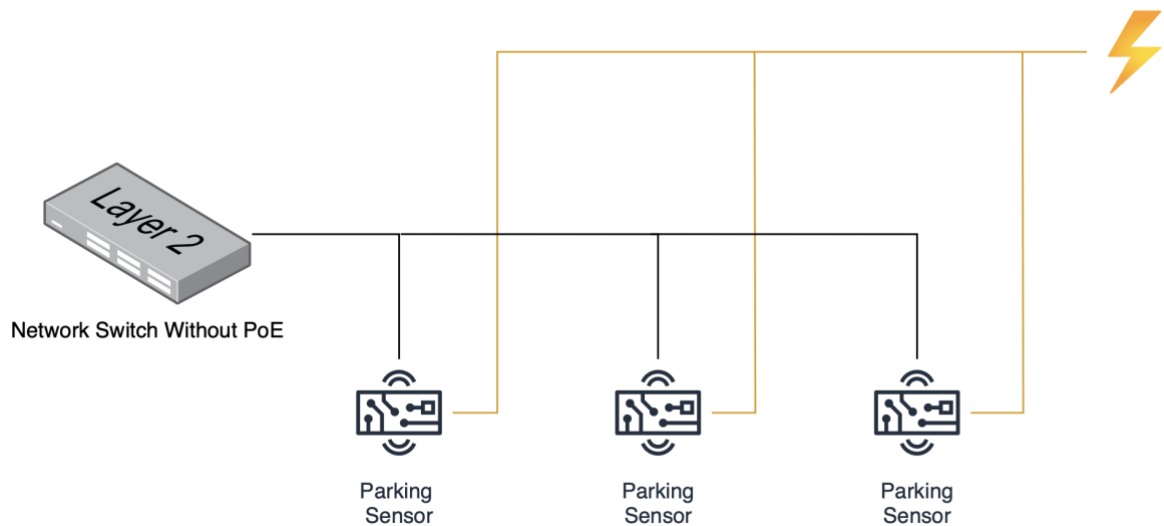 Layer 2
Network Switch Without PoE
Parking
Sensor
Parking
Sensor
Parking
Sensor